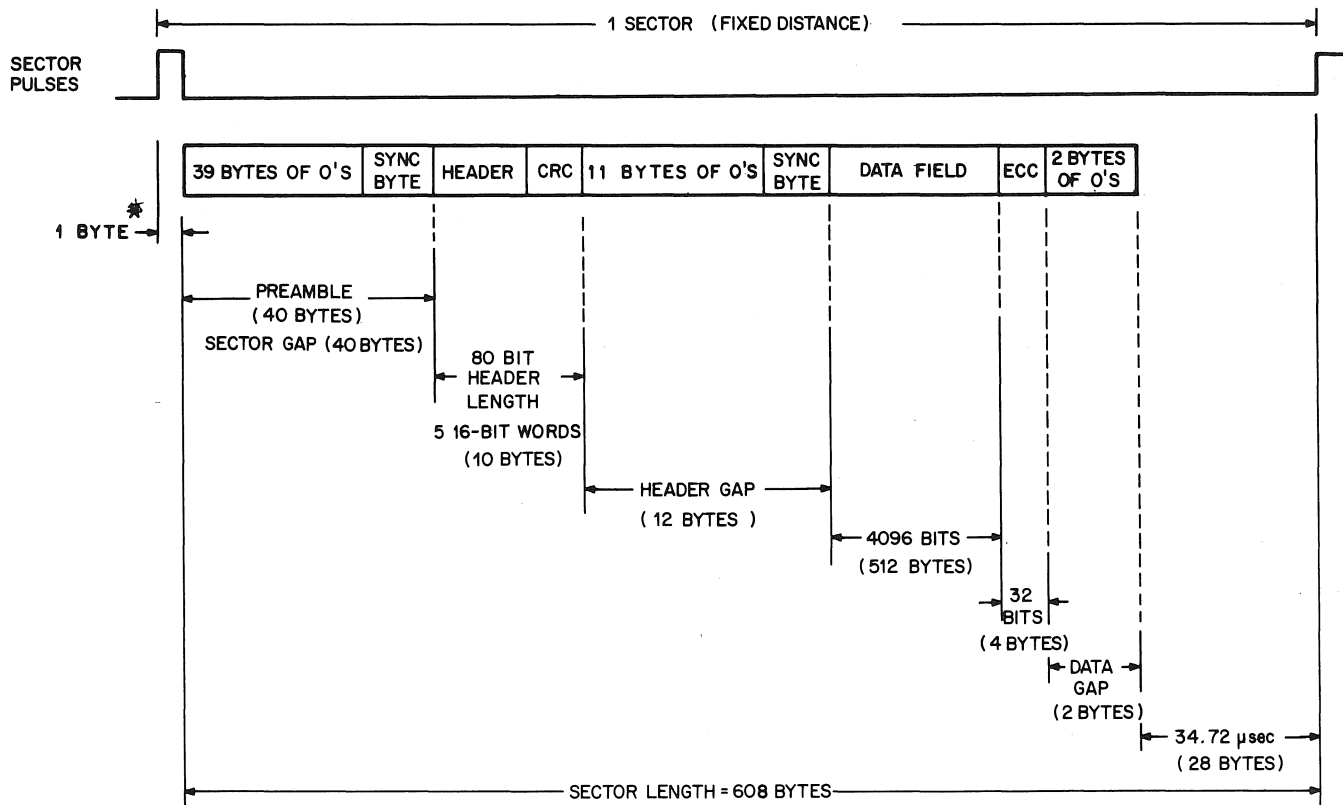 1 SECTOR (FIXED DISTANCE)
SECTOR
PULSES
39 BYTES OF O'S
SYNC
BYTE
HEADER
CRC
11 BYTES OF O'S
SYNC
BYTE
DATA FIELD
ECC
2 BYTES
OF O'S
*
1 BYTE
PREAMBLE
(40 BYTES)
SECTOR GAP (40 BYTES)
80 BIT
HEADER
LENGTH
5 16-BIT WORDS
(10 BYTES)
HEADER GAP
(12 BYTES)
4096 BITS
(512 BYTES)
32
BITS
(4 BYTES)
DATA
GAP
(2 BYTES)
34.72 µsec
(28 BYTES)
SECTOR LENGTH = 608 BYTES